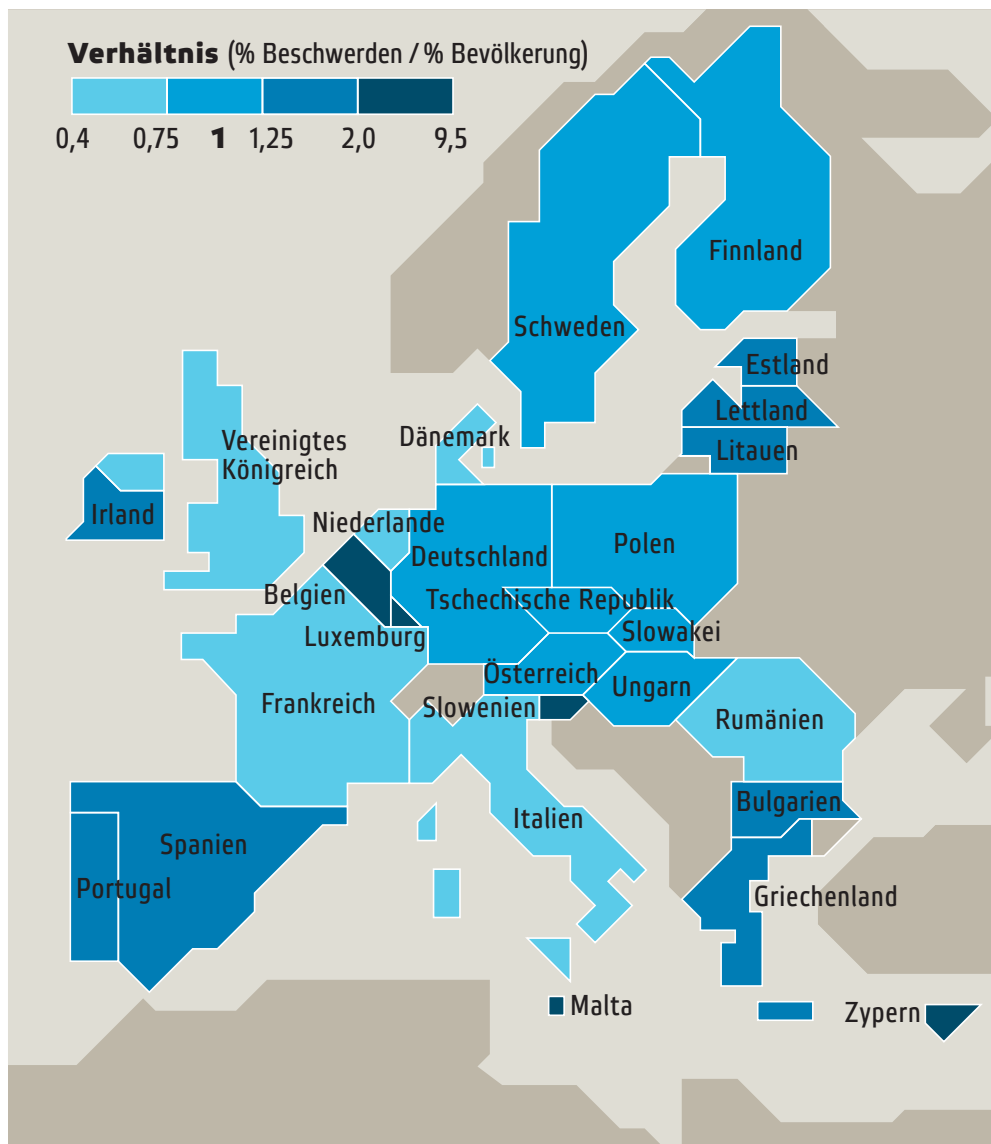 Verhältnis (% Beschwerden / % Bevölkerung)
0,4 0,75 1 1,25 2,0 9,5
Finnland
Schweden
Estland
Lettland
Litauen
Dänemark
Vereinigtes
Königreich
Irland
Niederlande
Deutschland
Polen
Belgien
Tschechische Republik
Luxemburg
Slowakei
Österreich
Ungarn
Frankreich
Slowenien
Rumänien
Bulgarien
Italien
Spanien
Portugal
Griechenland
Malta
Zypern